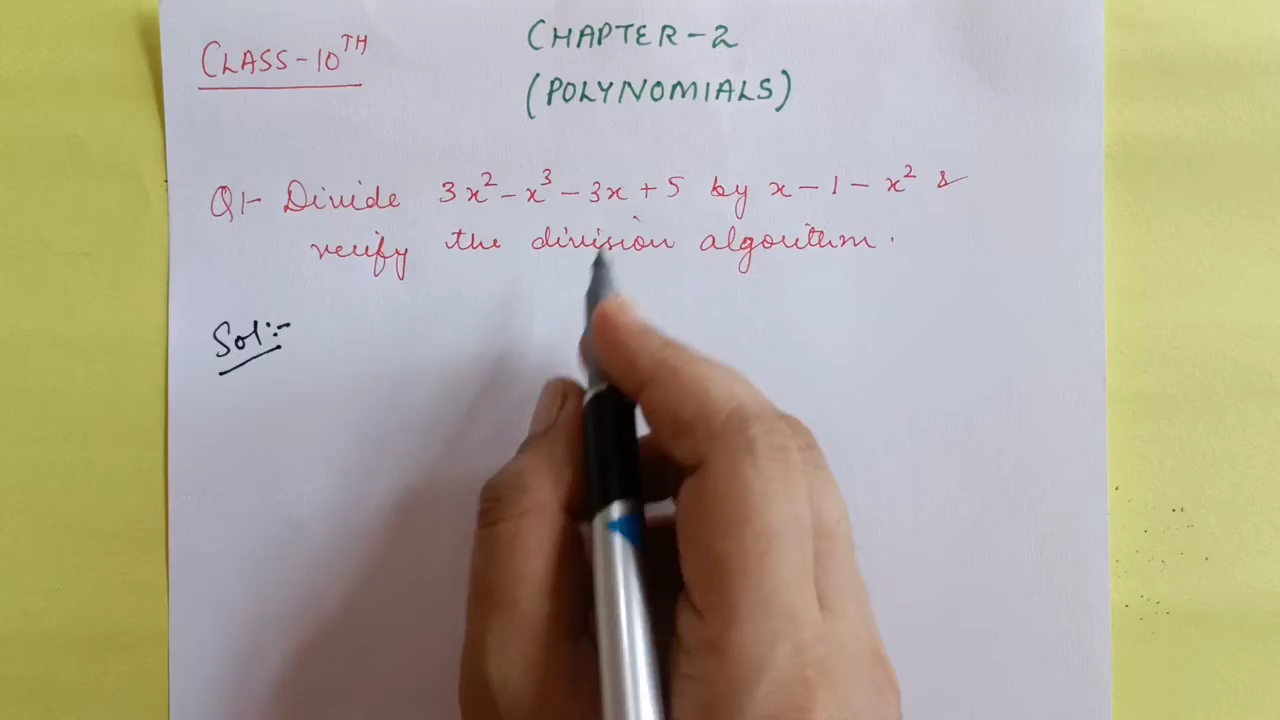 CLASS-10TH
CHAPTER-2
(POLYNOMIALS)
Q1- Divide 3x² - x³ - 3x + 5 by x - 1 - x² &
verify the division algorithm.
Sol:-